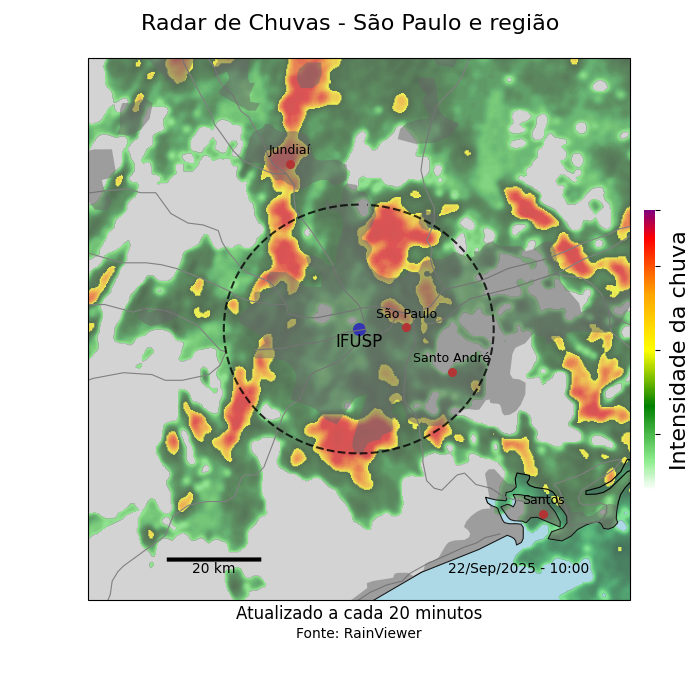 Radar de Chuvas - São Paulo e região
Jundiaí
São Paulo
IFUSP
Santo André
Santos
20 km
22/Sep/2025 - 10:00
Intensidade da chuva
Atualizado a cada 20 minutos
Fonte: RainViewer